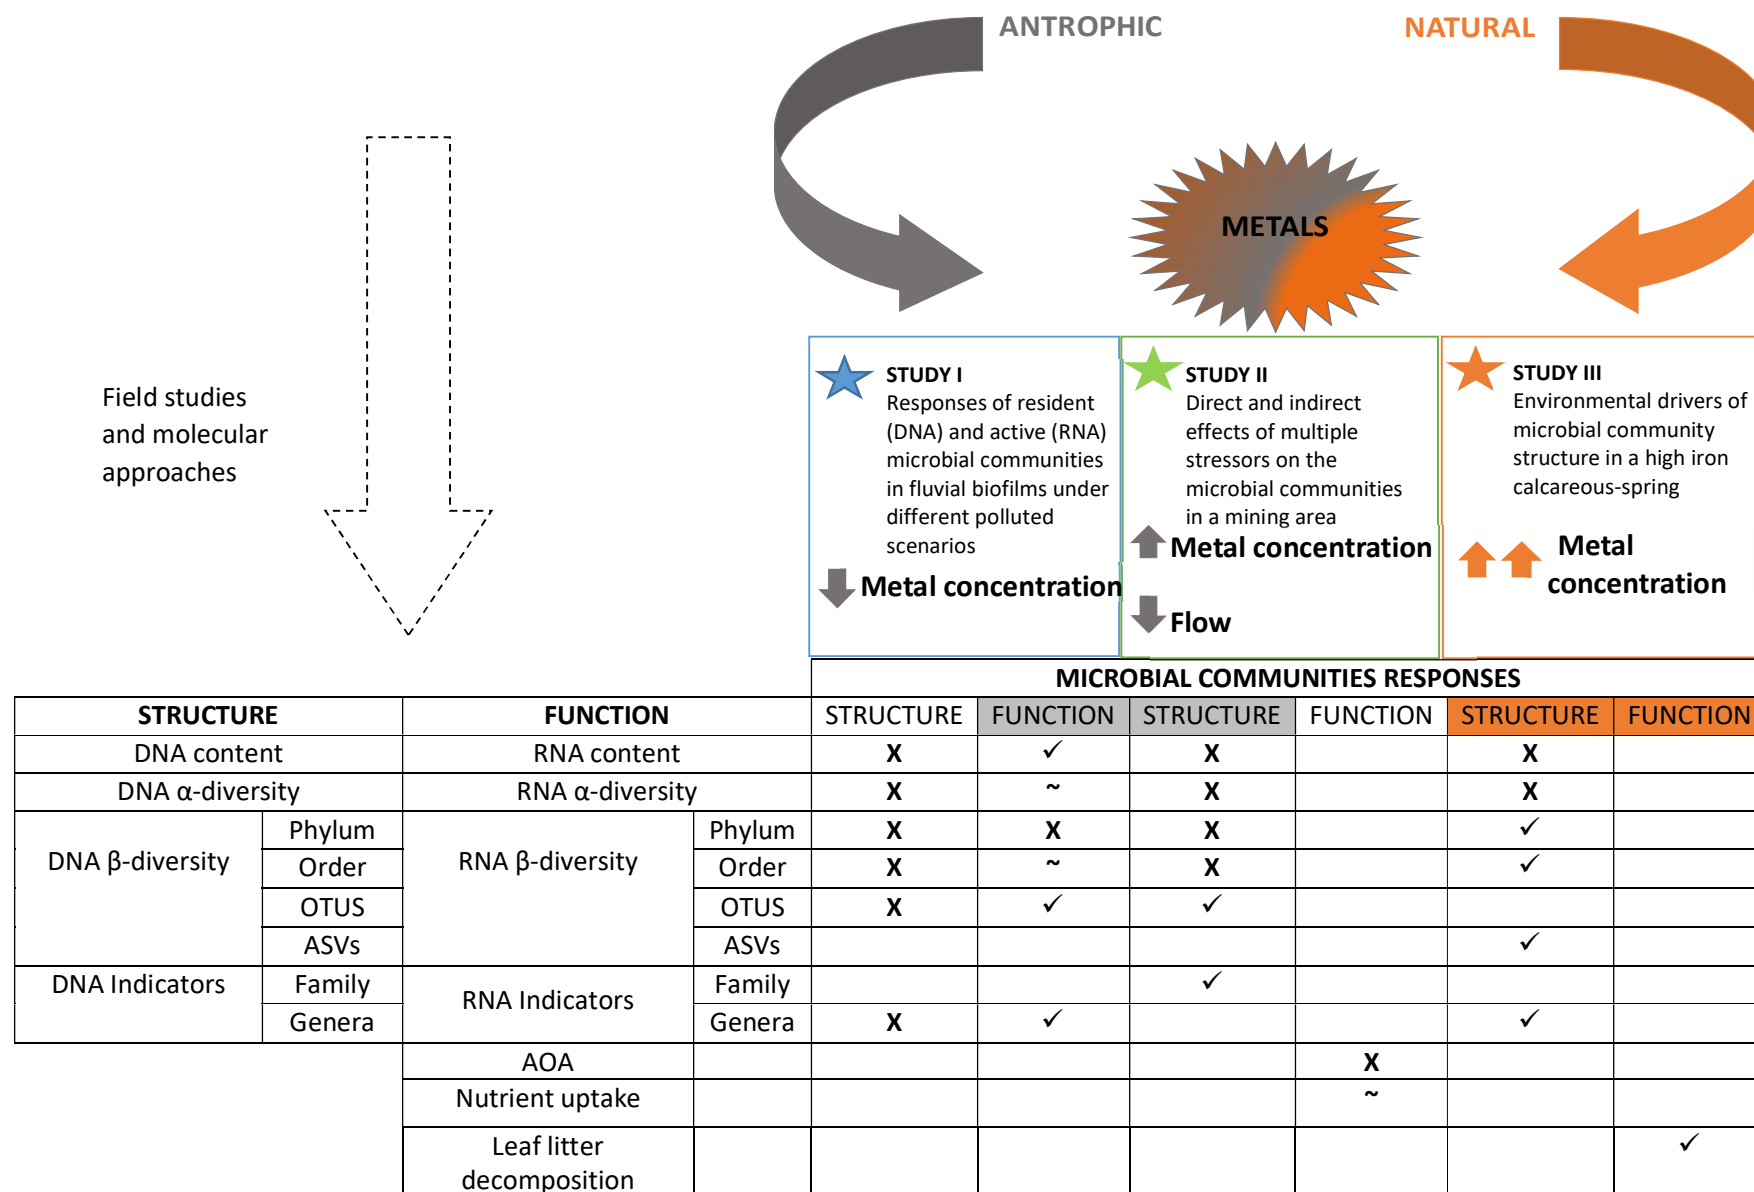 ANTROPHIC
NATURAL
METALS
Field studies
and molecular
approaches
STUDY I
Responses of resident
(DNA) and active (RNA)
microbial communities
in fluvial biofilms under
different polluted
scenarios
Metal concentration
STUDY II
Direct and indirect
effects of multiple
stressors on the
microbial communities
in a mining area
Metal concentration
Flow
STUDY III
Environmental drivers of
microbial community
structure in a high iron
calcareous-spring
Metal
concentration
MICROBIAL COMMUNITIES RESPONSES
STRUCTURE FUNCTION STRUCTURE FUNCTION STRUCTURE FUNCTION STRUCTURE FUNCTION
DNA content RNA content X ✓ X X
DNA α-diversity RNA α-diversity X ~ X X
Phylum Phylum X X X ✓
DNA β-diversity Order RNA β-diversity Order X ~ X ✓
OTUS OTUS X ✓ ✓
ASVs ASVs ✓
DNA Indicators Family RNA Indicators Family ✓
Genera Genera X ✓ ✓
AOA X
Nutrient uptake ~
Leaf litter ✓
decomposition